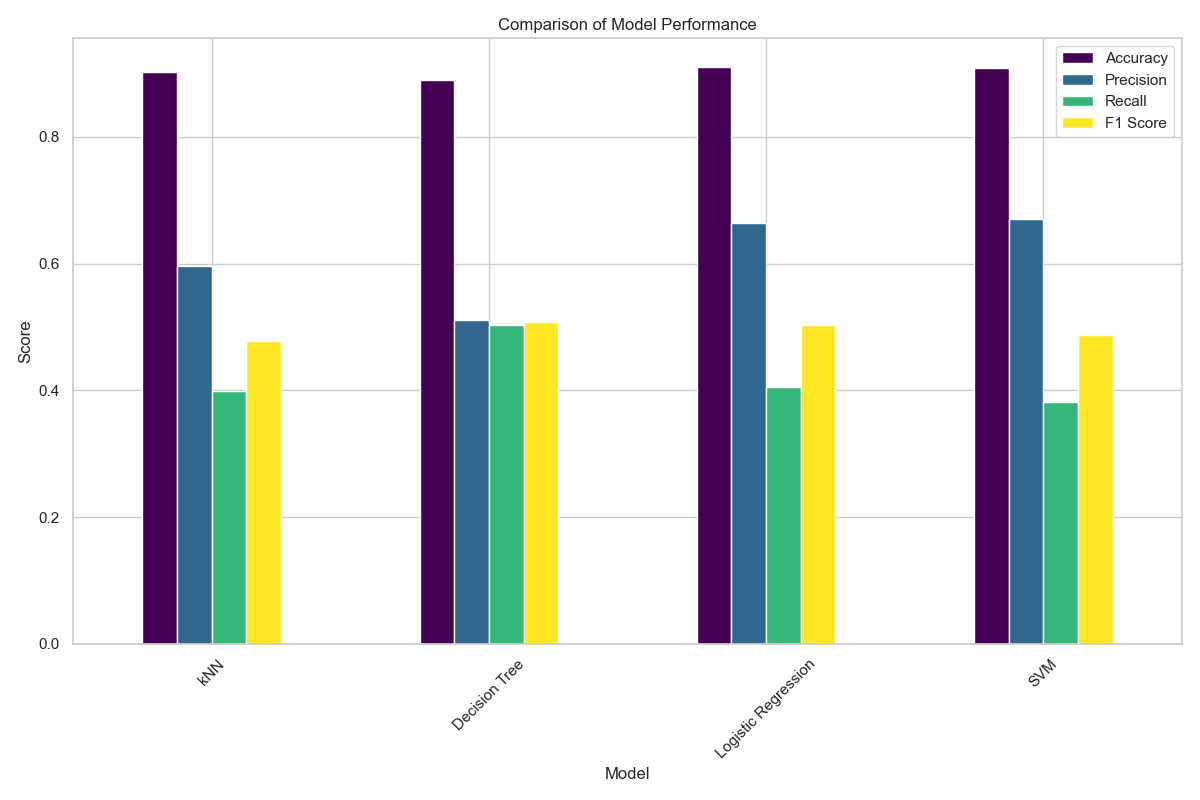 Comparison of Model Performance
Accuracy
Precision
Recall
F1 Score
Score
0.8
0.6
0.4
0.2
0.0
kNN
Decision Tree
Logistic Regression
SVM
Model